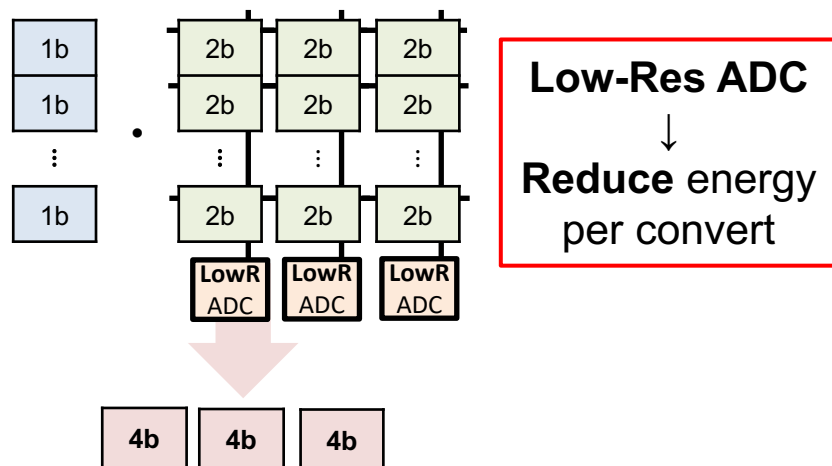 1b 2b 2b 2b
1b 2b 2b 2b
⋮ ⋮ ⋮ ⋮
1b 2b 2b 2b
LowR LowR LowR
ADC ADC ADC
4b 4b 4b
Low-Res ADC
↓
Reduce energy
per convert